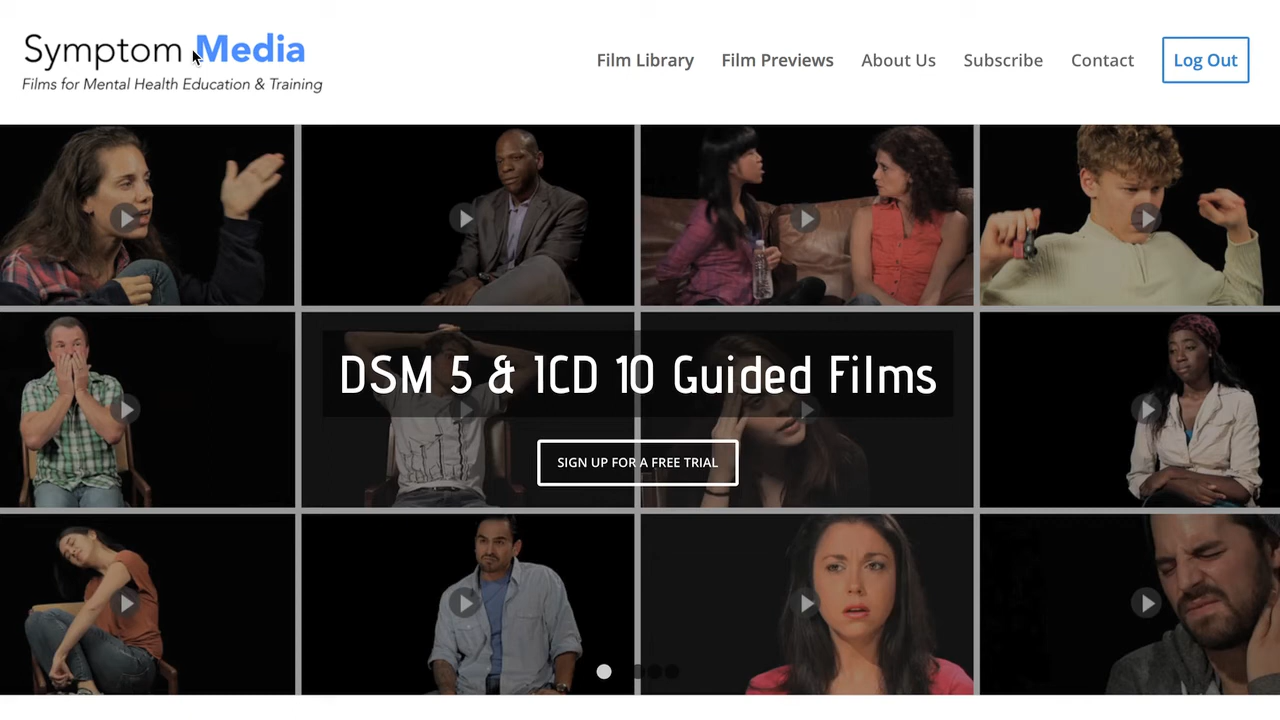 Symptom Media
Films for Mental Health Education & Training
Film Library
Film Previews
About Us
Subscribe
Contact
Log Out
DSM 5 & ICD 10 Guided Films
SIGN UP FOR A FREE TRIAL